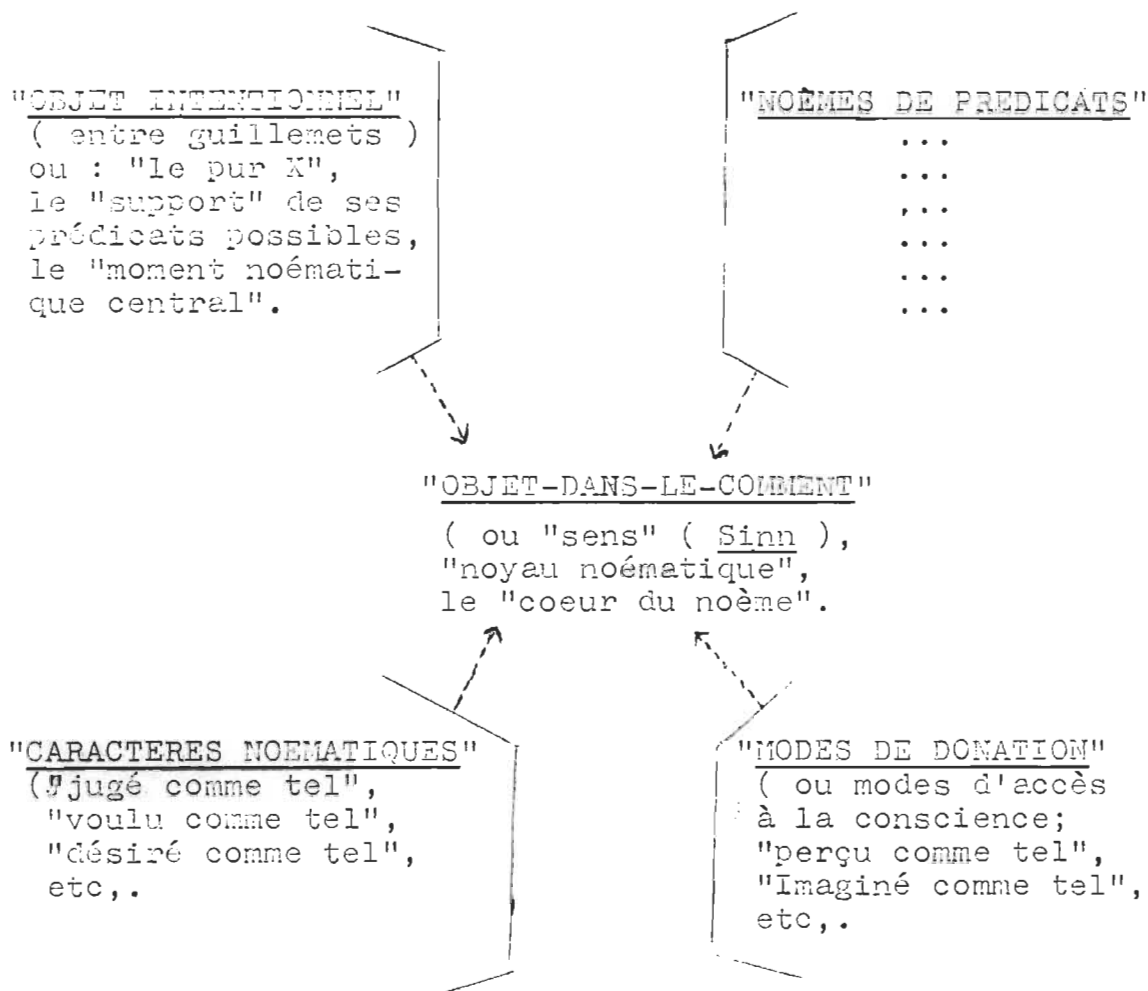 "OBJET INTENTIONNEL"
( entre guillemets )
ou : "le pur X",
le "support" de ses
prédicats possibles,
le "moment noémati-
que central".
"NOÈMES DE PREDICATS"
...
...
...
...
...
...
"OBJET-DANS-LE-COMMENT"
( ou "sens" ( Sinn ),
"noyau noématique",
le "coeur du noème".
"CARACTERES NOEMATIQUES"
("jugé comme tel",
"voulu comme tel",
"désiré comme tel",
etc,.
"MODES DE DONATION"
( ou modes d'accès
à la conscience;
"perçu comme tel",
"Imaginé comme tel",
etc,.